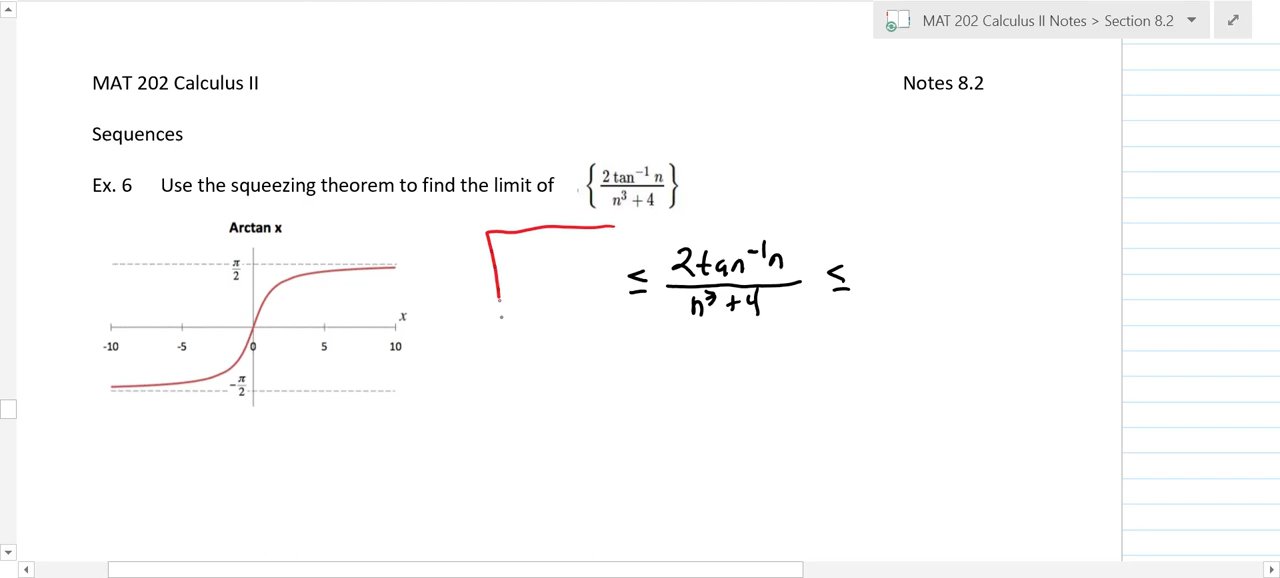 MAT 202 Calculus II Notes > Section 8.2
MAT 202 Calculus II Notes 8.2
Sequences
Ex. 6 Use the squeezing theorem to find the limit of { (2 tan⁻¹ n)/(n³ + 4) }
Arctan x
π/2
x
-10 -5 0 5 10
-π/2
≤ (2tan⁻¹n)/(n³+4) ≤